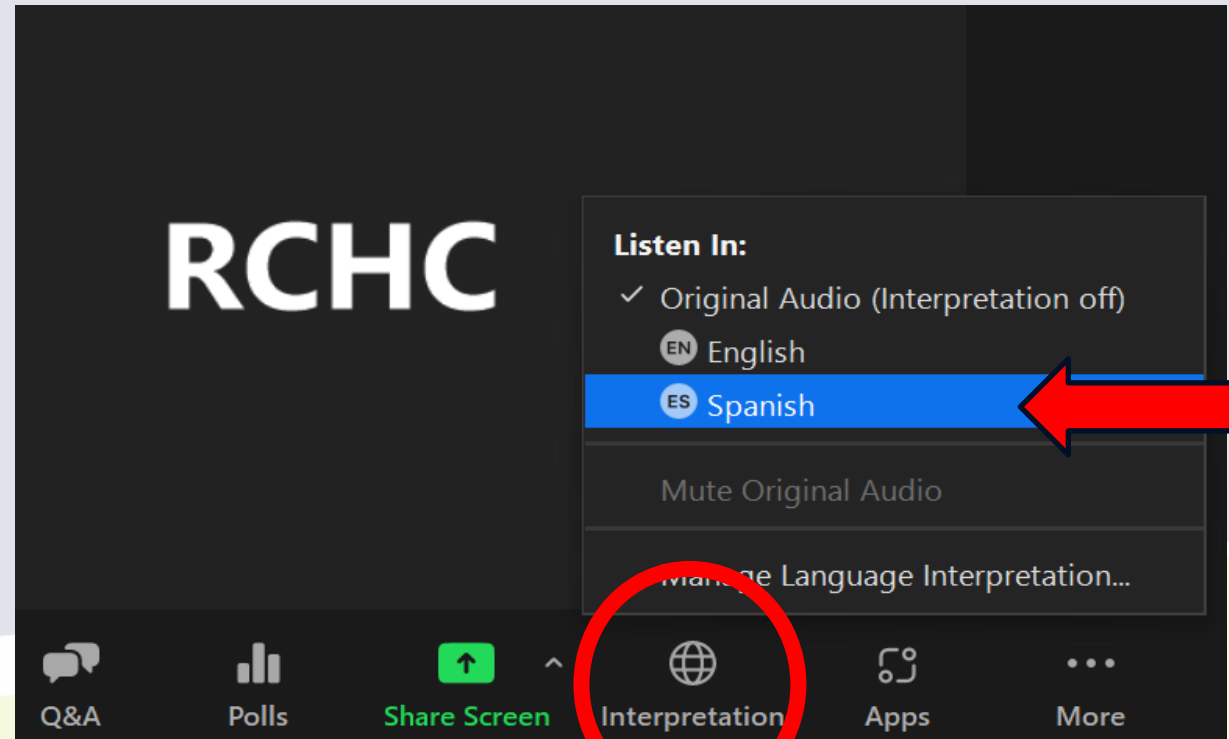 RCHC
Listen In:
Original Audio (Interpretation off)
EN English
ES Spanish
Mute Original Audio
Manage Language Interpretation...
Q&A Polls Share Screen Interpretation Apps More